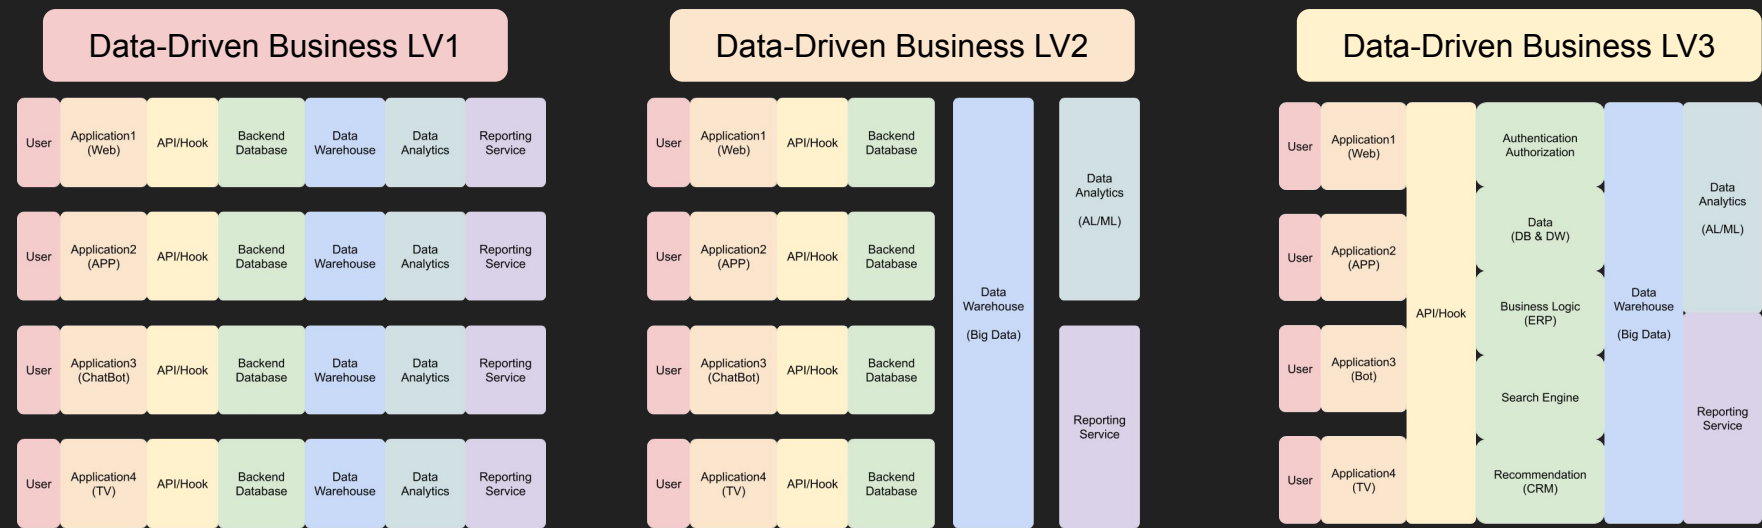 Data-Driven Business LV1
User
Application1
(Web)
API/Hook
Backend
Database
Data
Warehouse
Data
Analytics
Reporting
Service
User
Application2
(APP)
API/Hook
Backend
Database
Data
Warehouse
Data
Analytics
Reporting
Service
User
Application3
(ChatBot)
API/Hook
Backend
Database
Data
Warehouse
Data
Analytics
Reporting
Service
User
Application4
(TV)
API/Hook
Backend
Database
Data
Warehouse
Data
Analytics
Reporting
Service
Data-Driven Business LV2
User
Application1
(Web)
API/Hook
Backend
Database
User
Application2
(APP)
API/Hook
Backend
Database
User
Application3
(ChatBot)
API/Hook
Backend
Database
User
Application4
(TV)
API/Hook
Backend
Database
Data
Warehouse
(Big Data)
Data
Analytics
(AL/ML)
Reporting
Service
Data-Driven Business LV3
User
Application1
(Web)
User
Application2
(APP)
User
Application3
(Bot)
User
Application4
(TV)
API/Hook
Authentication
Authorization
Data
(DB & DW)
Business Logic
(ERP)
Search Engine
Recommendation
(CRM)
Data
Warehouse
(Big Data)
Data
Analytics
(AL/ML)
Reporting
Service